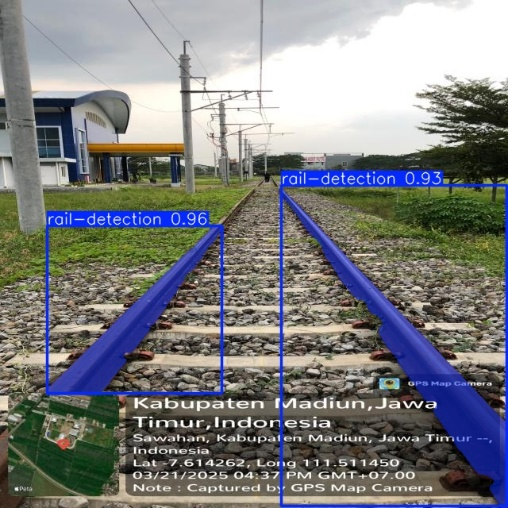 rail-detection 0.93
rail-detection 0.96
GPS Map Camera
Kabupaten Madiun,Jawa
Timur,Indonesia
Sawahan, Kabupaten Madiun, Jawa Timur --,
Indonesia
Lat -7.614262, Long 111.511450
03/21/2025 04:37 PM GMT+07.00
Note : Captured by GPS Map Camera
Peta